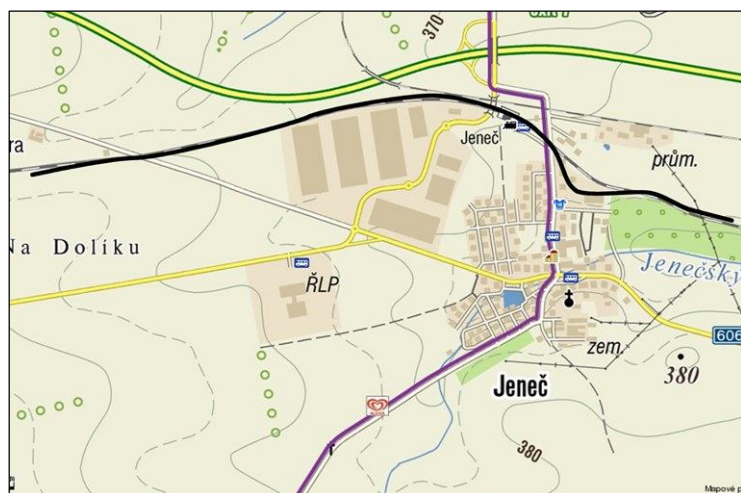 370
Jeneč
prům.
ra
Na Dolíku
ŘLP
Jenečský
606
zem.
380
Jeneč
380
Mapové p